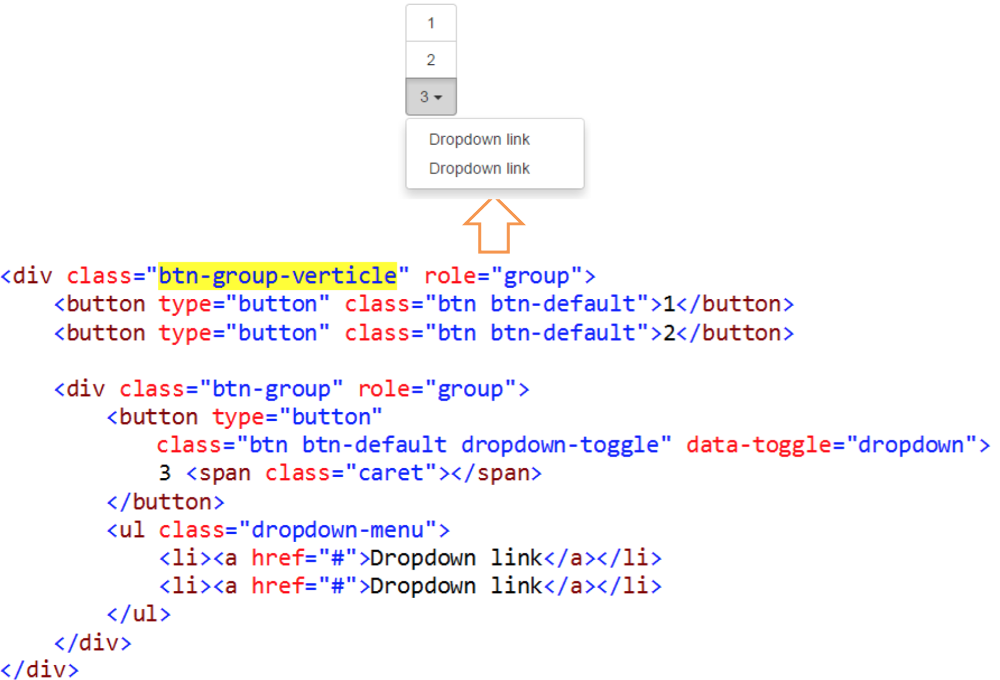 1
2
3
Dropdown link
Dropdown link
<div class="btn-group-verticle" role="group">
    <button type="button" class="btn btn-default">1</button>
    <button type="button" class="btn btn-default">2</button>

    <div class="btn-group" role="group">
        <button type="button"
            class="btn btn-default dropdown-toggle" data-toggle="dropdown">
            3 <span class="caret"></span>
        </button>
        <ul class="dropdown-menu">
            <li><a href="#">Dropdown link</a></li>
            <li><a href="#">Dropdown link</a></li>
        </ul>
    </div>
</div>